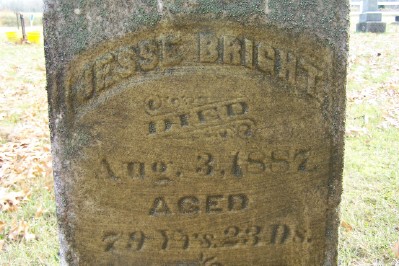 JESSE BRIGHT.
DIED
Aug. 3, 1887.
AGED
79 Yrs. 23 Ds.